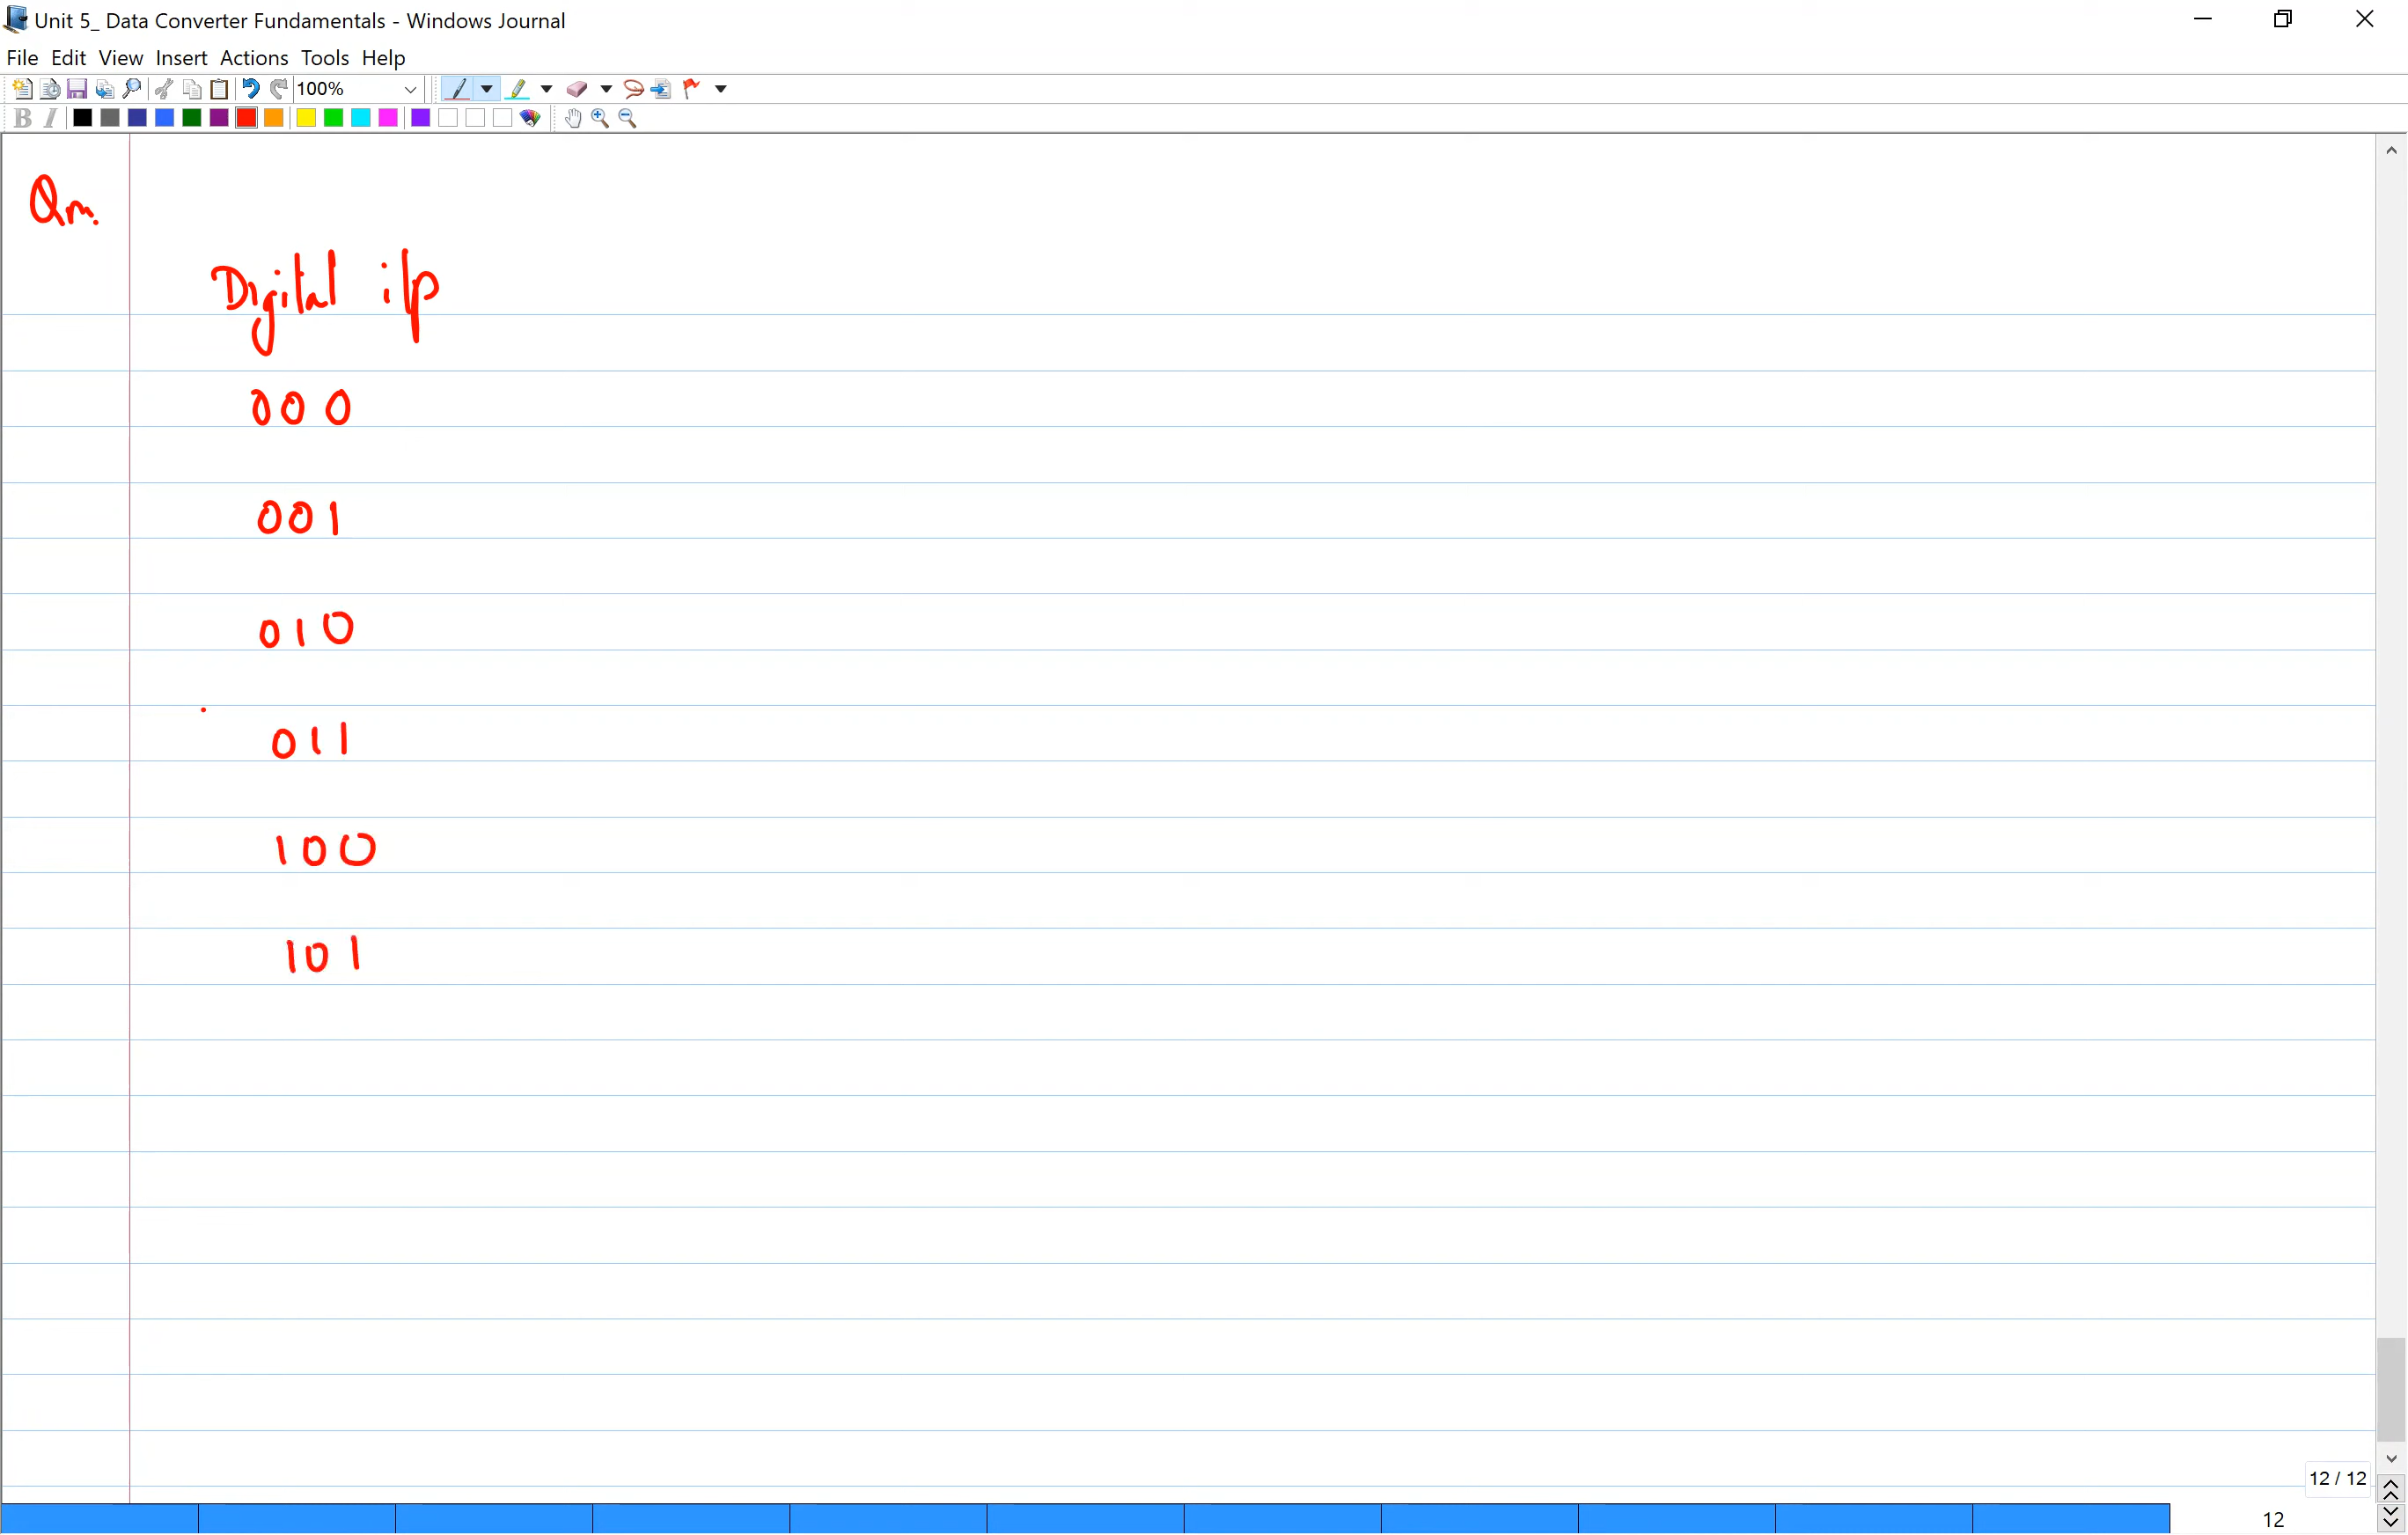 Unit 5_ Data Converter Fundamentals - Windows Journal
File Edit View Insert Actions Tools Help
100%
B I
Qn.
Digital i/p
000
001
010
011
100
101
12 / 12
12